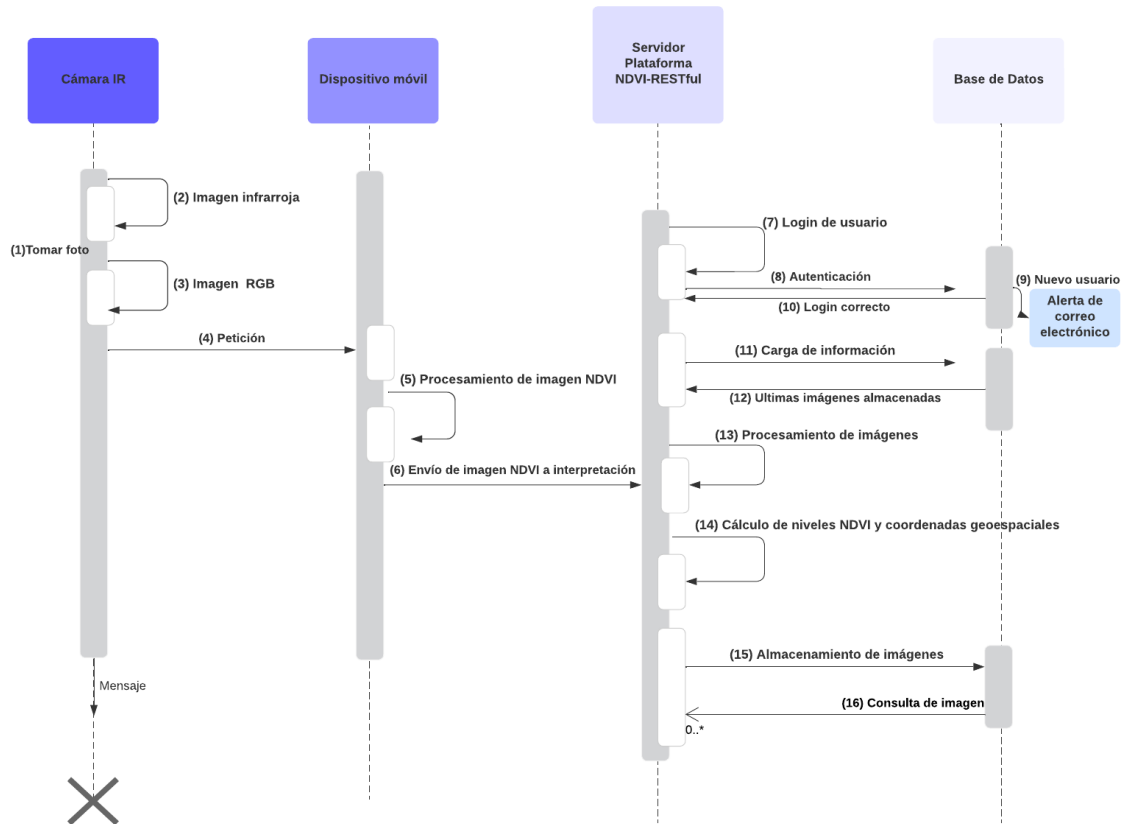 Cámara IR
Dispositivo móvil
Servidor
Plataforma
NDVI-RESTful
Base de Datos
(2) Imagen infrarroja
(1)Tomar foto
(3) Imagen RGB
(4) Petición
(5) Procesamiento de imagen NDVI
(6) Envío de imagen NDVI a interpretación
(7) Login de usuario
(8) Autenticación
(9) Nuevo usuario
Alerta de
correo
electrónico
(10) Login correcto
(11) Carga de información
(12) Ultimas imágenes almacenadas
(13) Procesamiento de imágenes
(14) Cálculo de niveles NDVI y coordenadas geoespaciales
(15) Almacenamiento de imágenes
Mensaje
(16) Consulta de imagen
0..*